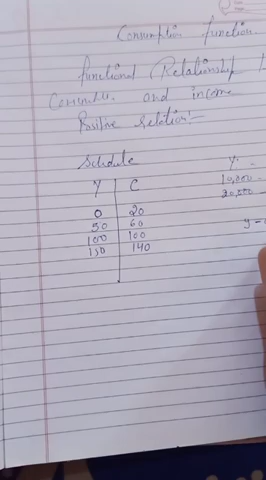 Consumption function
functional Relationship b
Consumtion and income
Positive relation:-
Schedule
Y C
0 20
50 60
100 100
150 140
Y:
10,000 -
20,000 -
y -